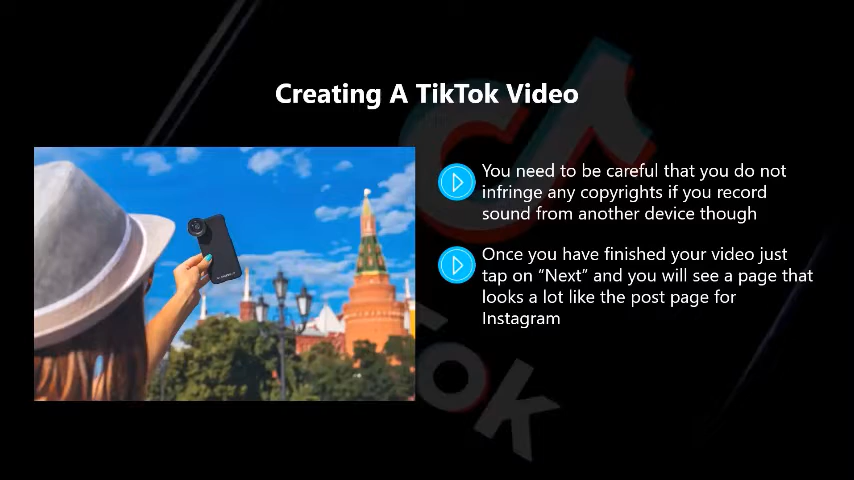 Creating A TikTok Video
You need to be careful that you do not
infringe any copyrights if you record
sound from another device though
Once you have finished your video just
tap on “Next” and you will see a page that
looks a lot like the post page for
Instagram
Tok